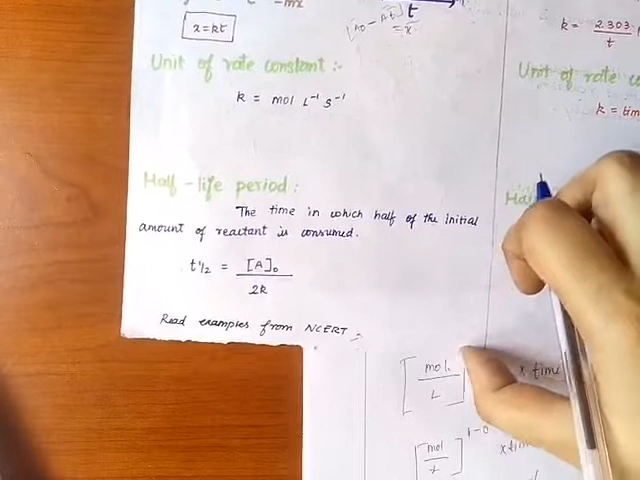 x = kt
t
[A0 - At] = x
Unit of rate constant :-
k = mol L⁻¹ s⁻¹
Half-life period :
The time in which half of the initial
amount of reactant is consumed.
t½ = [A]₀
2k
Read examples from NCERT
k = 2.303
t
Unit of rate
k = tim
[mol
L] x time
[mol
L]^1-0 x tim